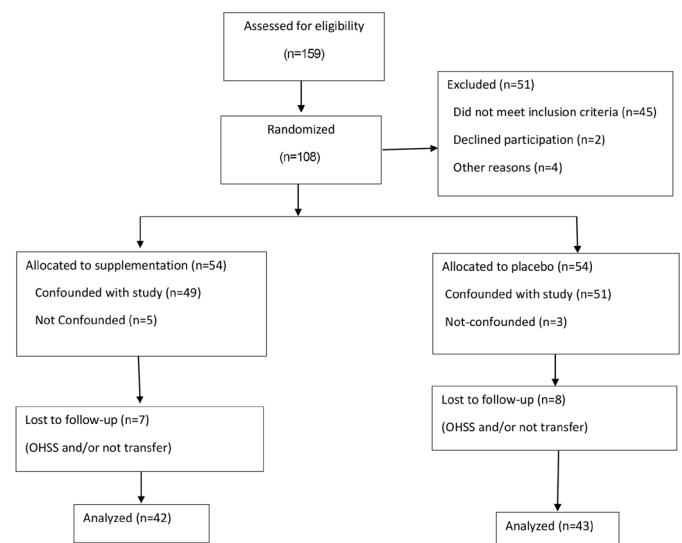 Assessed for eligibility
(n=159)
Excluded (n=51)
Did not meet inclusion criteria (n=45)
Declined participation (n=2)
Other reasons (n=4)
Randomized
(n=108)
Allocated to supplementation (n=54)
Confounded with study (n=49)
Not Confounded (n=5)
Allocated to placebo (n=54)
Confounded with study (n=51)
Not-confounded (n=3)
Lost to follow-up (n=7)
(OHSS and/or not transfer)
Lost to follow-up (n=8)
(OHSS and/or not transfer)
Analyzed (n=42)
Analyzed (n=43)